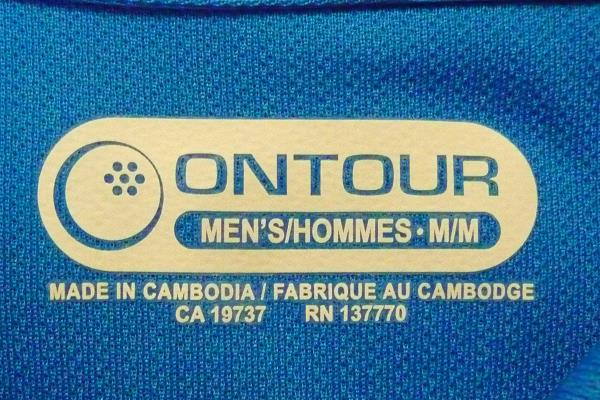 ONTOUR
MEN'S/HOMMES · M/M
MADE IN CAMBODIA / FABRIQUE AU CAMBODGE
CA 19737 RN 137770